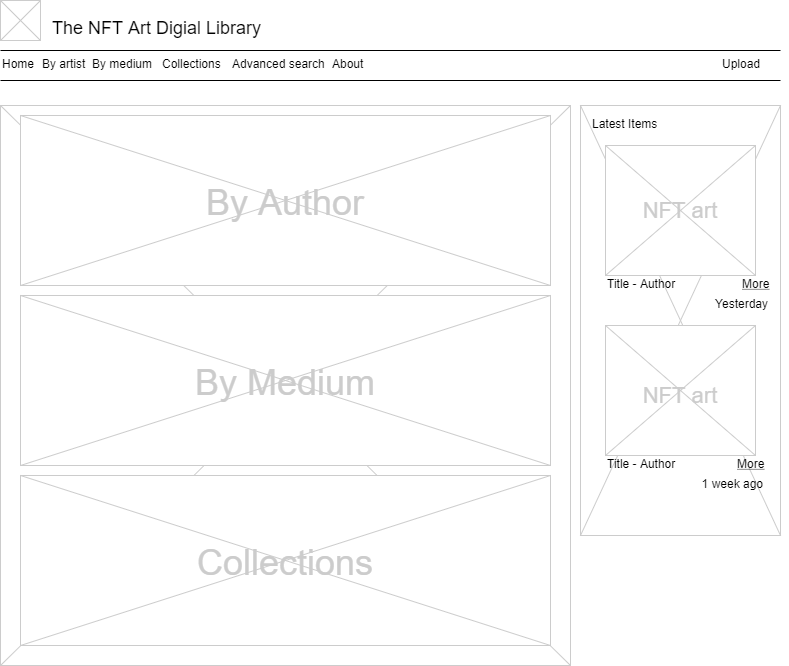 The NFT Art Digial Library
Home By artist By medium Collections Advanced search About Upload
By Author
By Medium
Collections
Latest Items
NFT art
Title - Author More
Yesterday
NFT art
Title - Author More
1 week ago